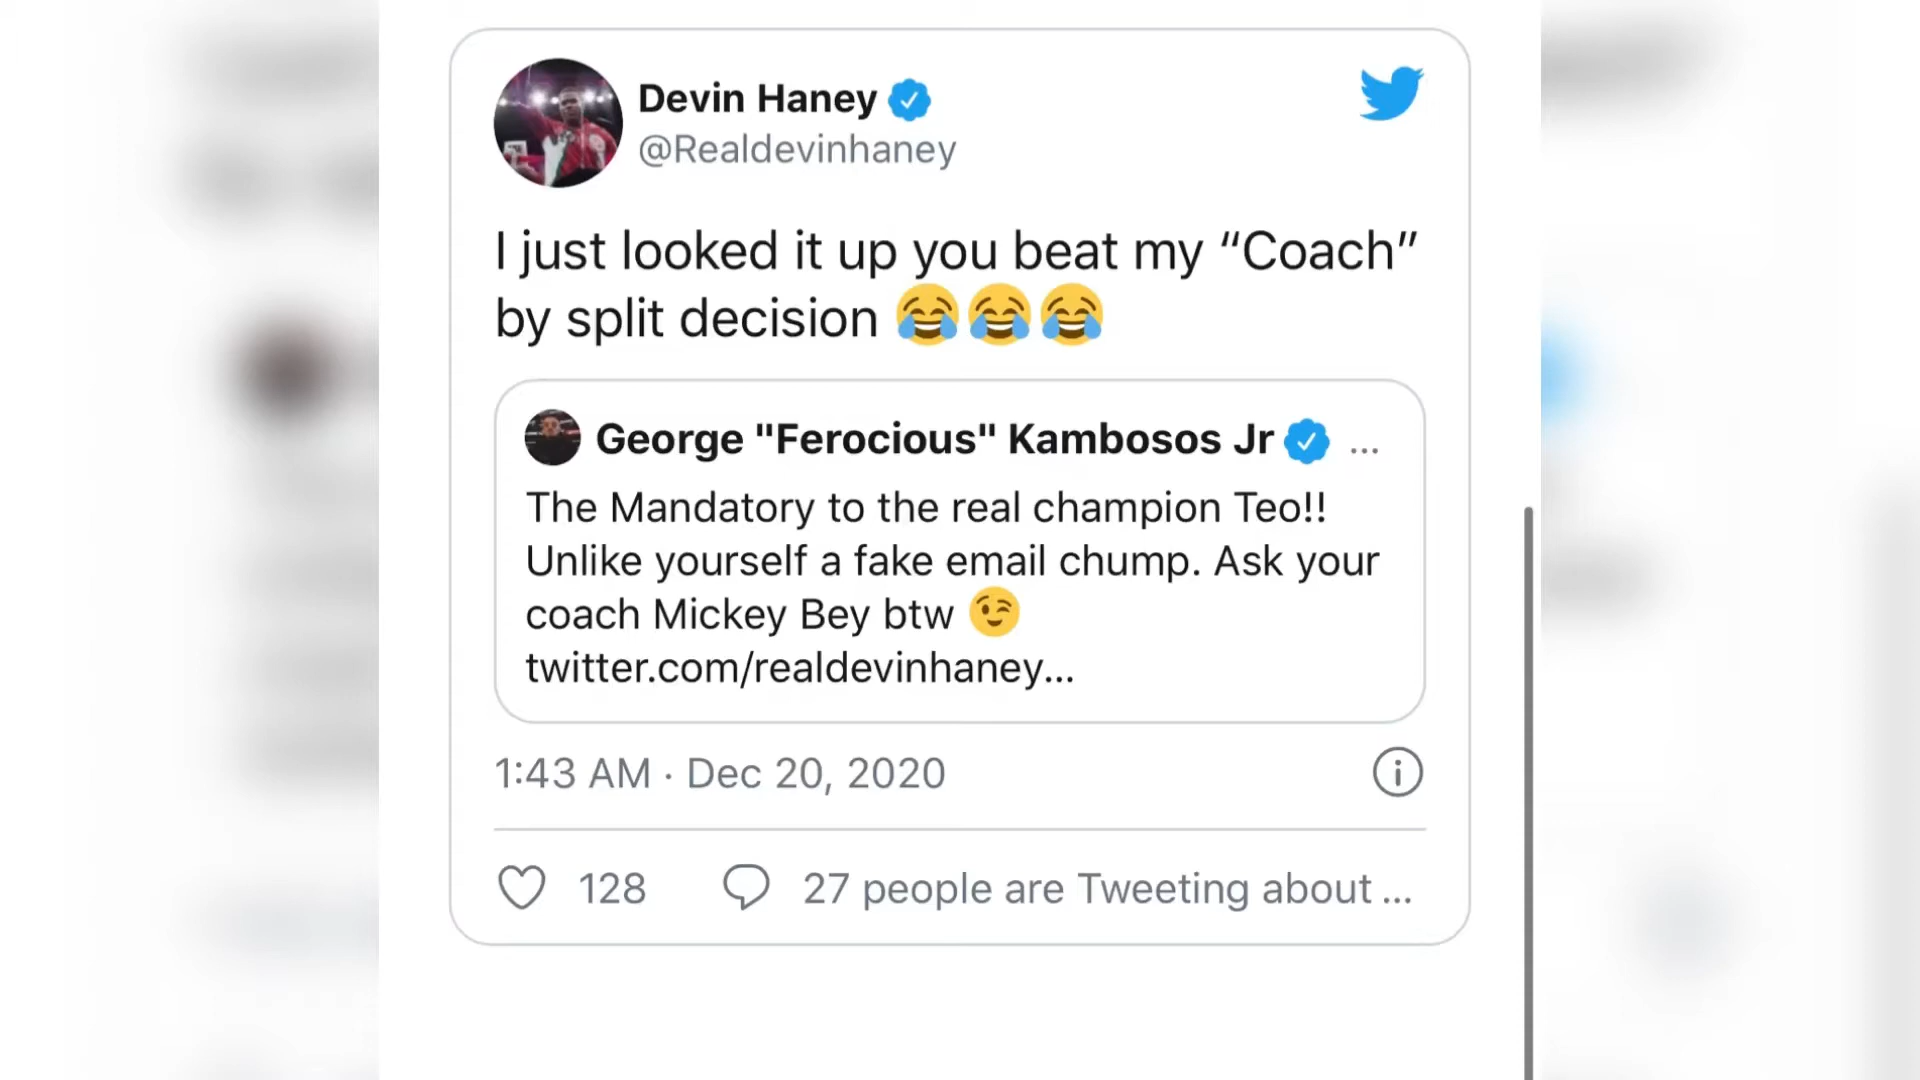 Devin Haney
@Realdevinhaney
I just looked it up you beat my “Coach”
by split decision 😂😂😂
George "Ferocious" Kambosos Jr ...
The Mandatory to the real champion Teo!!
Unlike yourself a fake email chump. Ask your
coach Mickey Bey btw 😉
twitter.com/realdevinhaney...
1:43 AM · Dec 20, 2020
128 27 people are Tweeting about ...